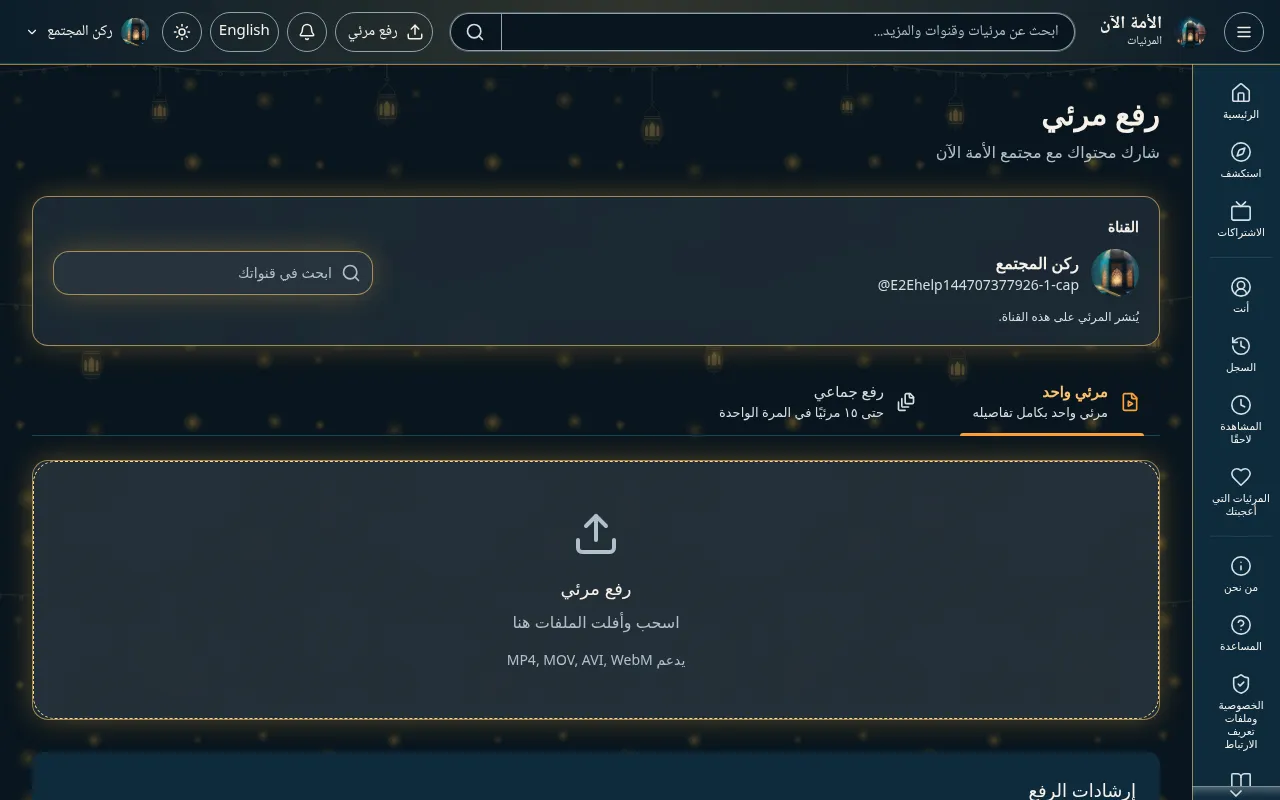 الأمة الآن
المرئيات
ابحث عن مرئيات وقنوات والمزيد...
رفع مرئي
English
ركن المجتمع
الرئيسية
استكشف
الاشتراكات
أنت
السجل
المشاهدة
لاحقًا
المرئيات التي
أعجبتك
من نحن
المساعدة
الخصوصية
وملفات
تعريف
الارتباط
رفع مرئي
شارك محتواك مع مجتمع الأمة الآن
القناة
ركن المجتمع
@E2Ehelp144707377926-1-cap
يُنشر المرئي على هذه القناة.
ابحث في قنواتك
مرئي واحد
مرئي واحد بكامل تفاصيله
رفع جماعي
حتى ١٥ مرئيًا في المرة الواحدة
رفع مرئي
اسحب وأفلت الملفات هنا
يدعم MP4, MOV, AVI, WebM
إرشادات الرفع